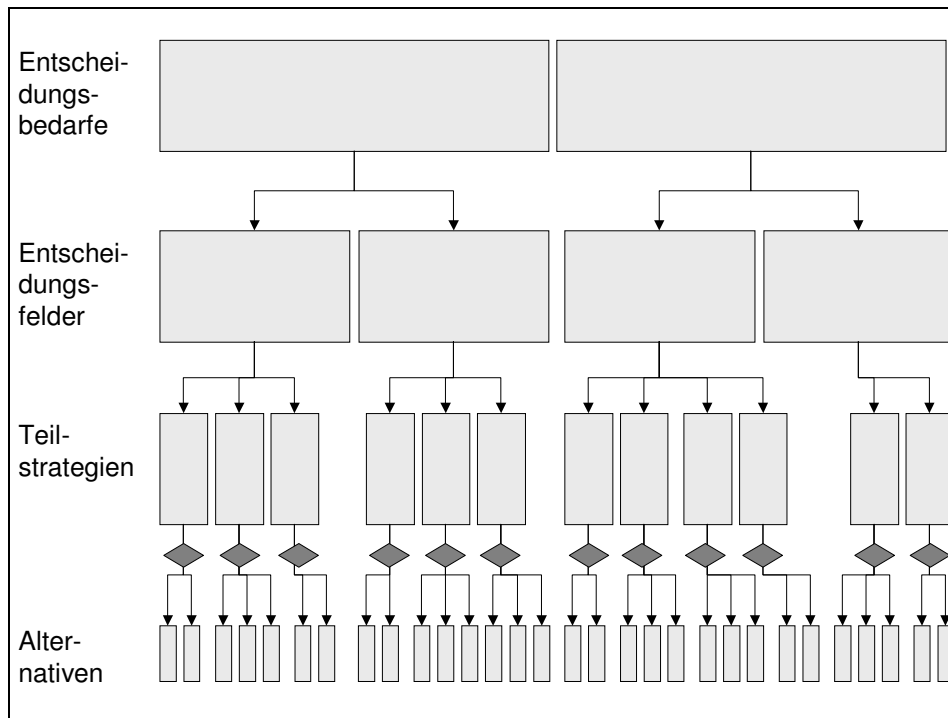 Entschei-
dungs-
bedarfe
Entschei-
dungs-
felder
Teil-
strategien
Alter-
nativen